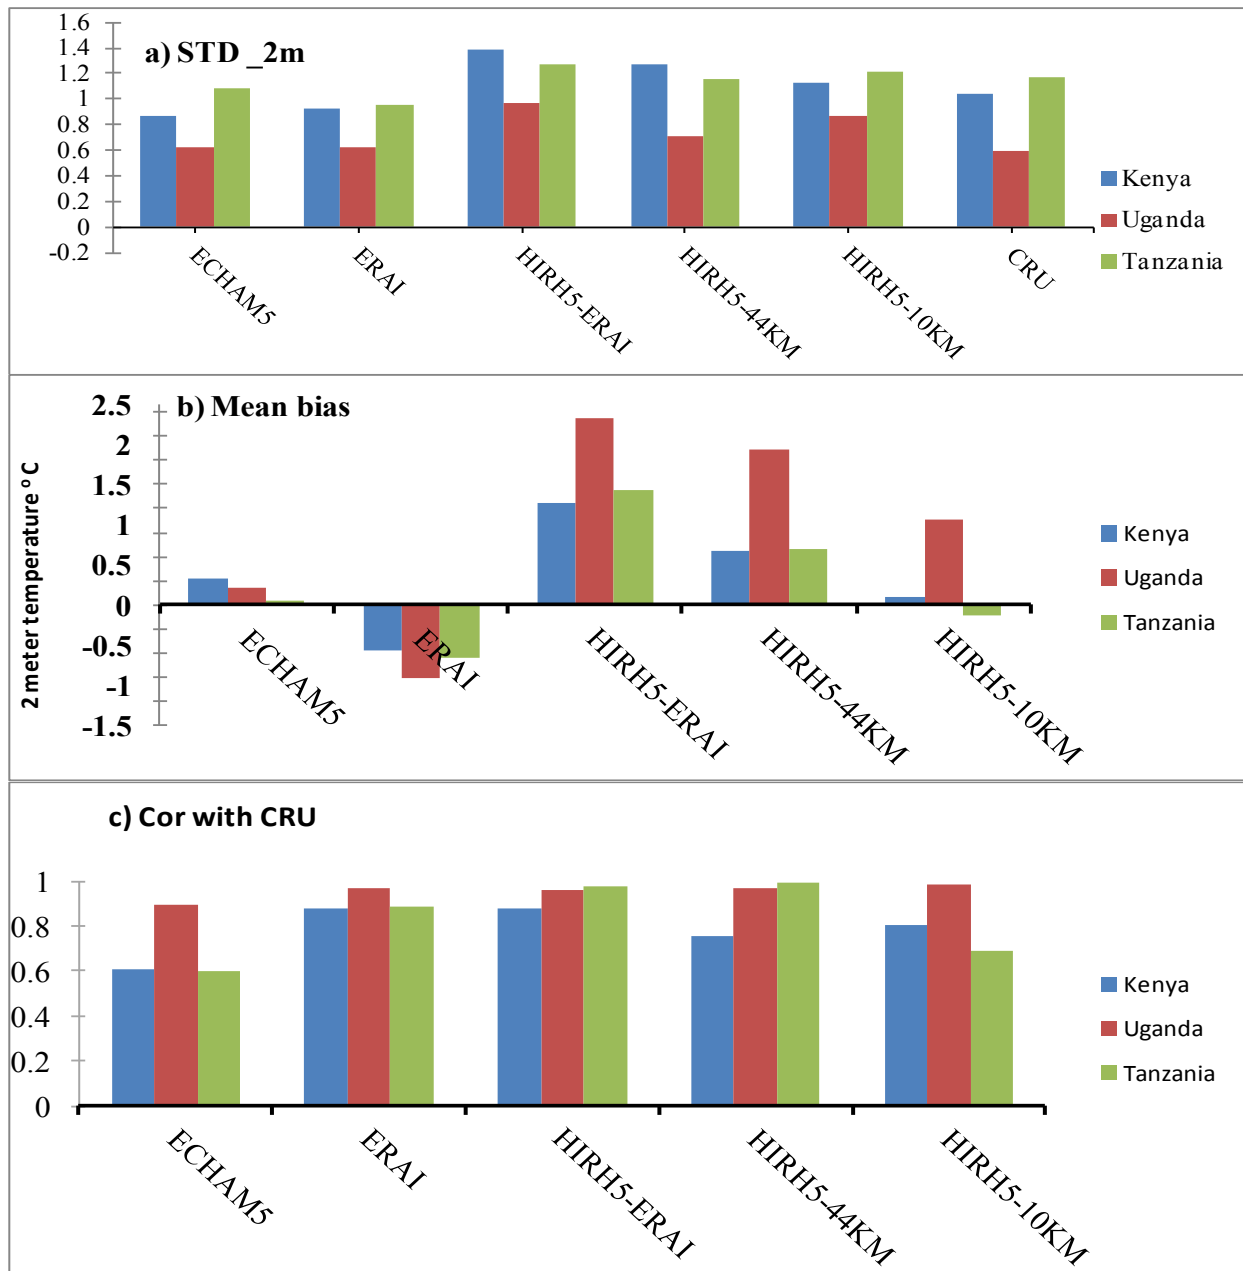 a) STD _2m
1.6
1.4
1.2
1
0.8
0.6
0.4
0.2
0
-0.2
ECHAM5
ERAI
HIRH5-ERAI
HIRH5-44KM
HIRH5-10KM
CRU
Kenya
Uganda
Tanzania
b) Mean bias
2 meter temperature ⁰ C
2.5
2
1.5
1
0.5
0
-0.5
-1
-1.5
ECHAM5
ERAI
HIRH5-ERAI
HIRH5-44KM
HIRH5-10KM
Kenya
Uganda
Tanzania
c) Cor with CRU
1
0.8
0.6
0.4
0.2
0
ECHAM5
ERAI
HIRH5-ERAI
HIRH5-44KM
HIRH5-10KM
Kenya
Uganda
Tanzania